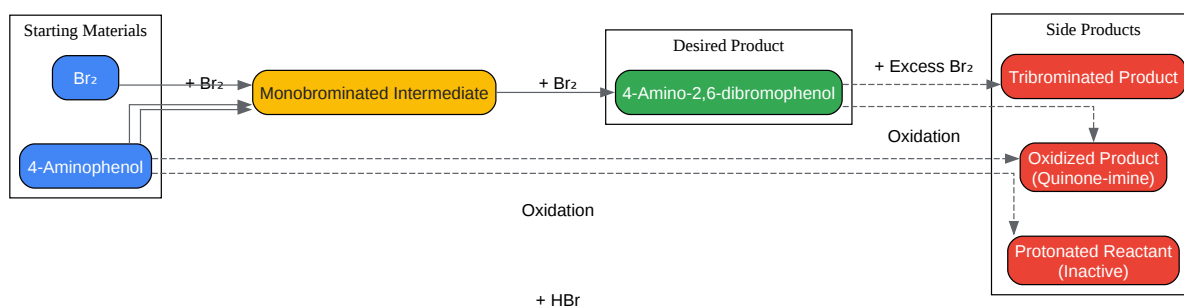 Starting Materials
Br₂
4-Aminophenol
+ Br₂
Monobrominated Intermediate
+ Br₂
Desired Product
4-Amino-2,6-dibromophenol
+ Excess Br₂
Oxidation
Oxidation
+ HBr
Side Products
Tribrominated Product
Oxidized Product
(Quinone-imine)
Protonated Reactant
(Inactive)